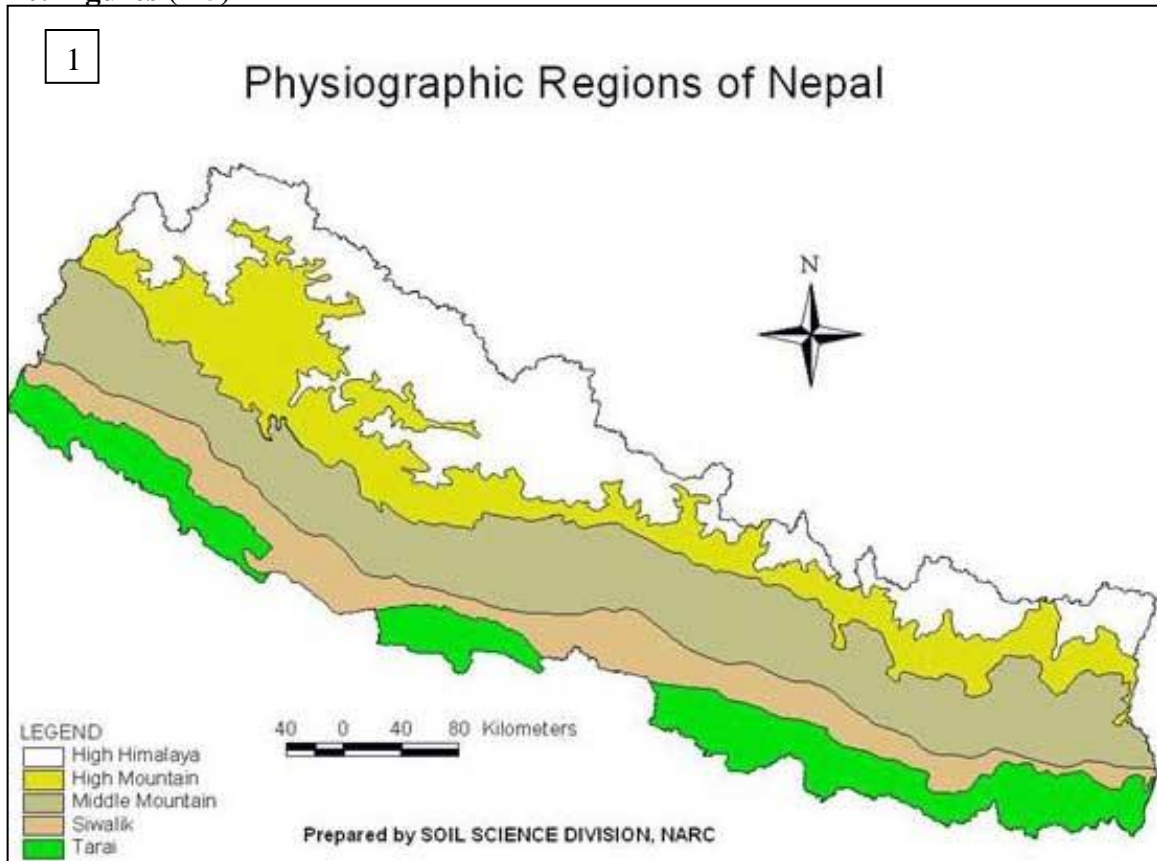 1
Physiographic Regions of Nepal
N
LEGEND
High Himalaya
High Mountain
Middle Mountain
Siwalik
Tarai
40 0 40 80 Kilometers
Prepared by SOIL SCIENCE DIVISION, NARC